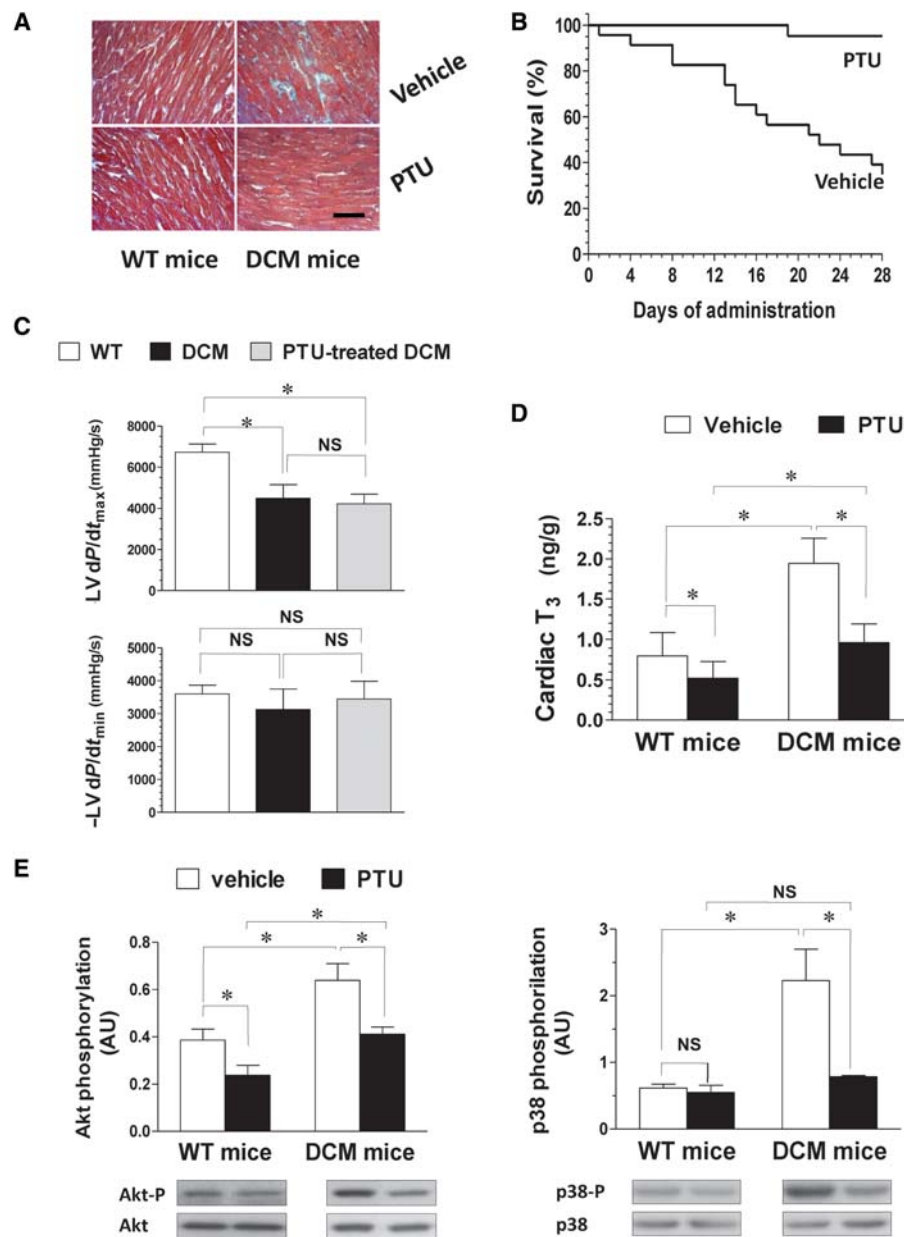 A
Vehicle
PTU
WT mice DCM mice
B
Survival (%)
100
80
60
40
20
0
PTU
Vehicle
0 4 8 12 16 20 24 28
Days of administration
C
WT DCM PTU-treated DCM
LV dP/dtmax (mmHg/s)
8000
6000
4000
2000
0
*
*
NS
−LV dP/dtmin (mmHg/s)
5000
4000
3000
2000
1000
0
NS
NS NS
D
Vehicle PTU
Cardiac T3 (ng/g)
2.5
2.0
1.5
1.0
0.5
0.0
*
* *
*
WT mice DCM mice
E
vehicle PTU
Akt phosphorylation
(AU)
0.8
0.6
0.4
0.2
0.0
*
* *
*
WT mice DCM mice
Akt-P
Akt
p38 phosphorilation
(AU)
3
2
1
0
NS
* *
NS
WT mice DCM mice
p38-P
p38